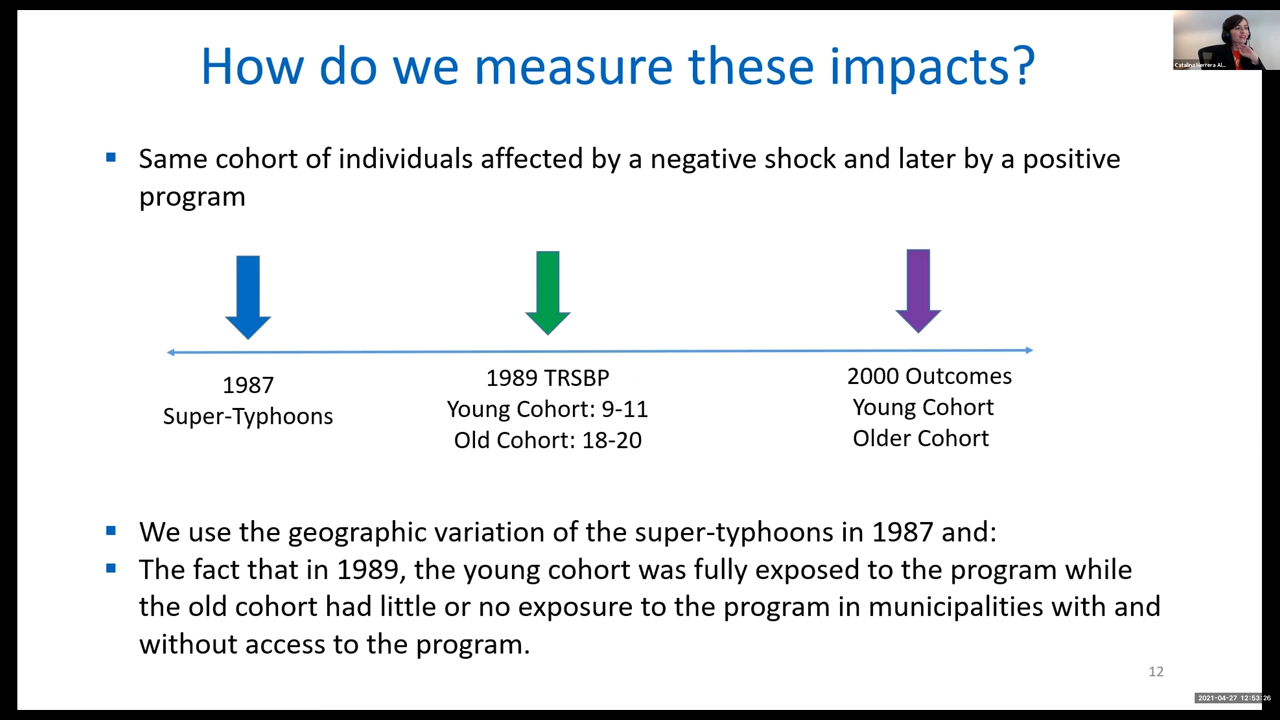 How do we measure these impacts?
Catalina Herrera Al...
Same cohort of individuals affected by a negative shock and later by a positive
program
1987
Super-Typhoons
1989 TRSBP
Young Cohort: 9-11
Old Cohort: 18-20
2000 Outcomes
Young Cohort
Older Cohort
We use the geographic variation of the super-typhoons in 1987 and:
The fact that in 1989, the young cohort was fully exposed to the program while
the old cohort had little or no exposure to the program in municipalities with and
without access to the program.
12
2021-04-27 12:53:26